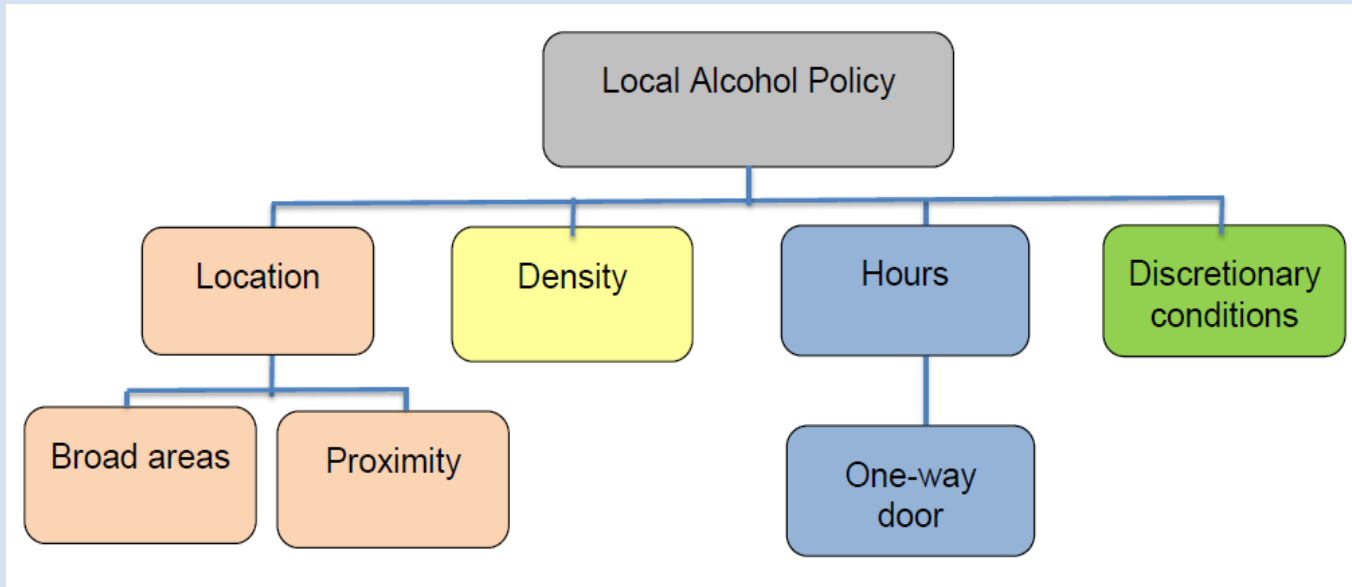 Local Alcohol Policy
Location
Density
Hours
Discretionary
conditions
Broad areas
Proximity
One-way
door